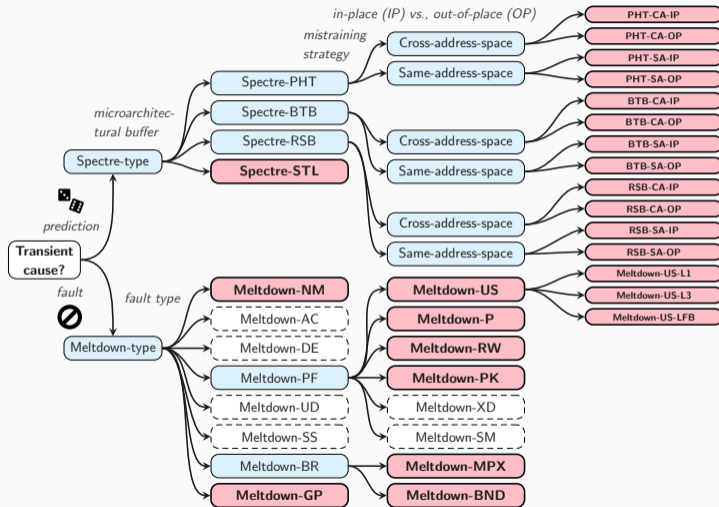 in-place (IP) vs., out-of-place (OP)
mistraining
strategy
microarchitec-
tural buffer
Transient
cause?
prediction
fault
fault type
Spectre-type
Spectre-PHT
Spectre-BTB
Spectre-RSB
Spectre-STL
Cross-address-space
Same-address-space
Cross-address-space
Same-address-space
Cross-address-space
Same-address-space
PHT-CA-IP
PHT-CA-OP
PHT-SA-IP
PHT-SA-OP
BTB-CA-IP
BTB-CA-OP
BTB-SA-IP
BTB-SA-OP
RSB-CA-IP
RSB-CA-OP
RSB-SA-IP
RSB-SA-OP
Meltdown-type
Meltdown-NM
Meltdown-AC
Meltdown-DE
Meltdown-PF
Meltdown-UD
Meltdown-SS
Meltdown-BR
Meltdown-GP
Meltdown-US
Meltdown-P
Meltdown-RW
Meltdown-PK
Meltdown-XD
Meltdown-SM
Meltdown-MPX
Meltdown-BND
Meltdown-US-L1
Meltdown-US-L3
Meltdown-US-LFB